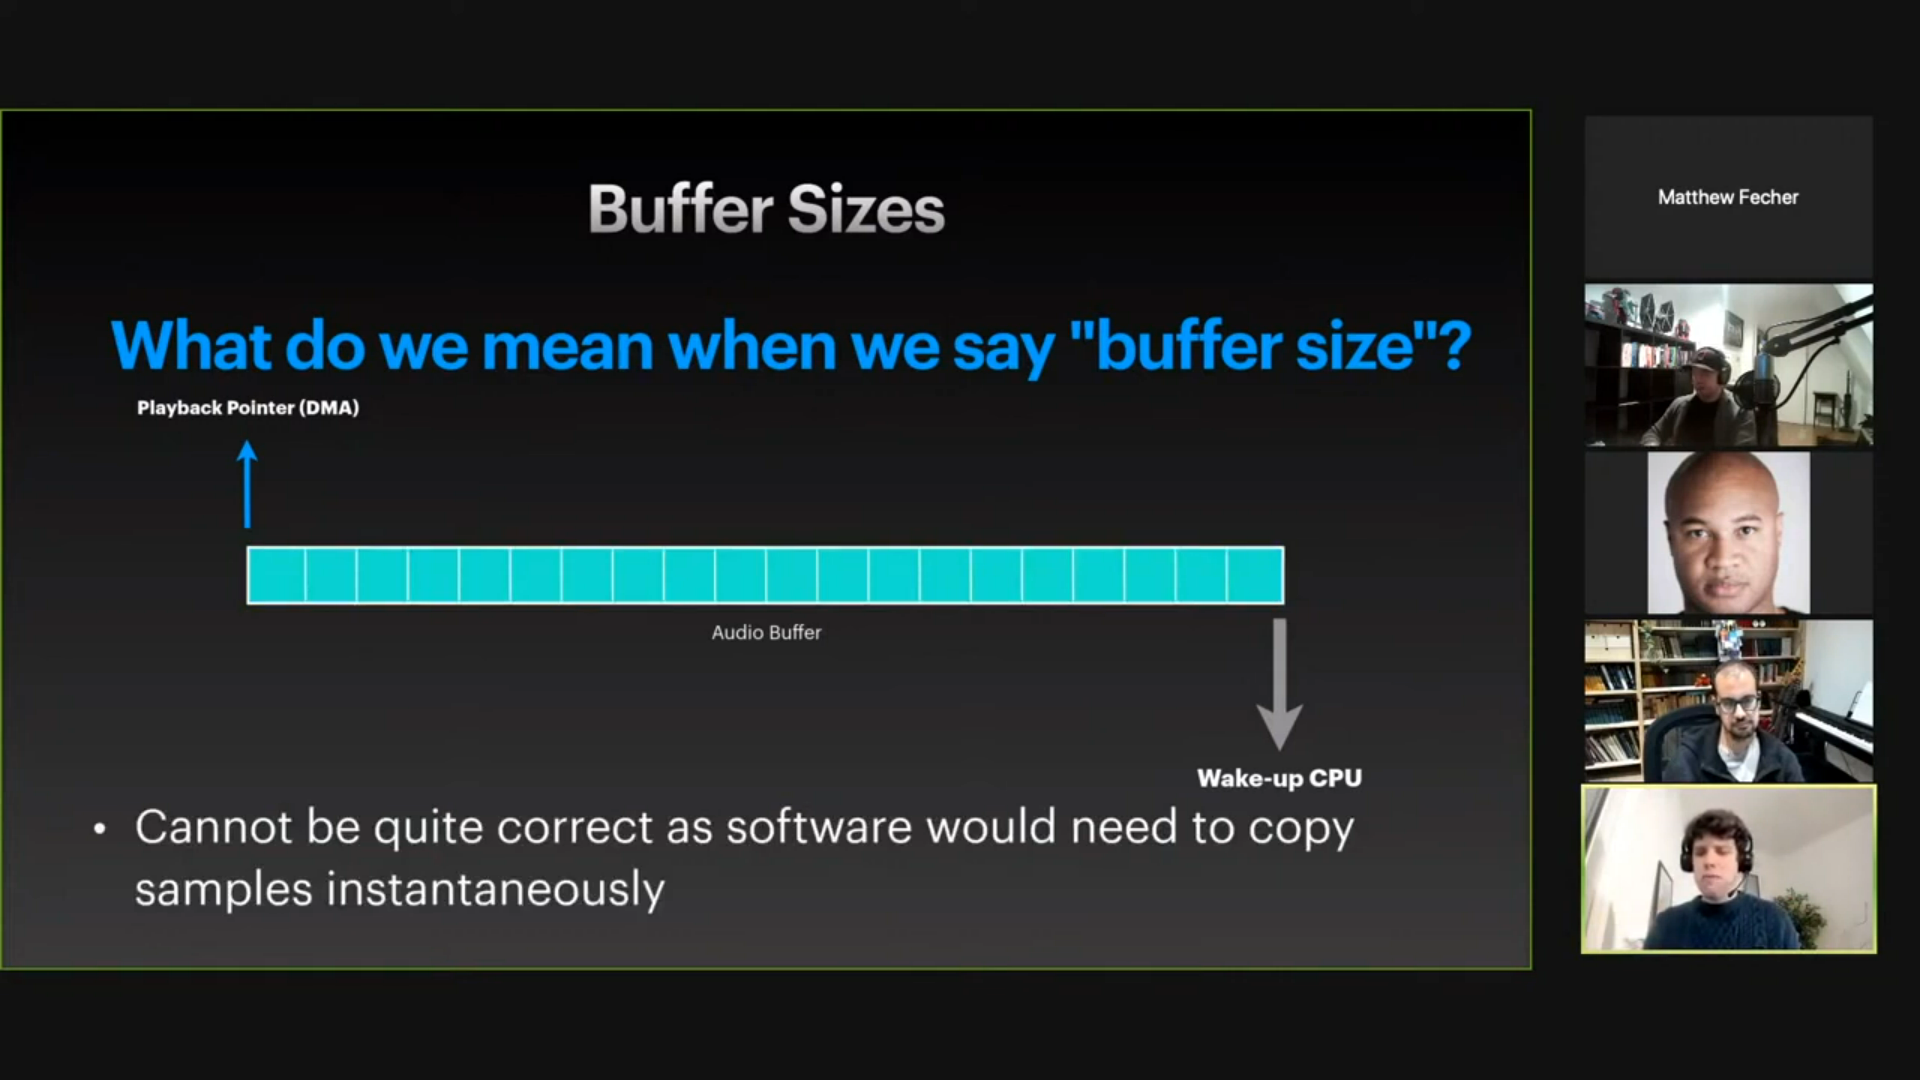 Buffer Sizes
What do we mean when we say "buffer size"?
Playback Pointer (DMA)
Audio Buffer
Wake-up CPU
• Cannot be quite correct as software would need to copy
samples instantaneously
Matthew Fecher